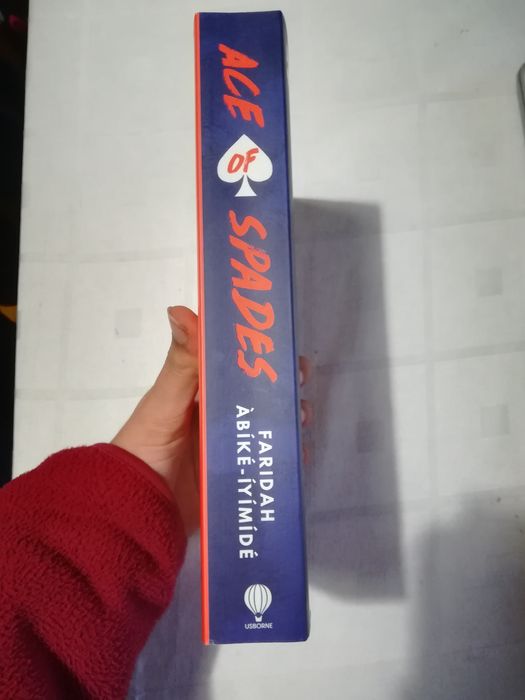 ACE
OF
SPADES
FARIDAH
ÀBÍKÉ-ÍYÍMÍDÉ
USBORNE